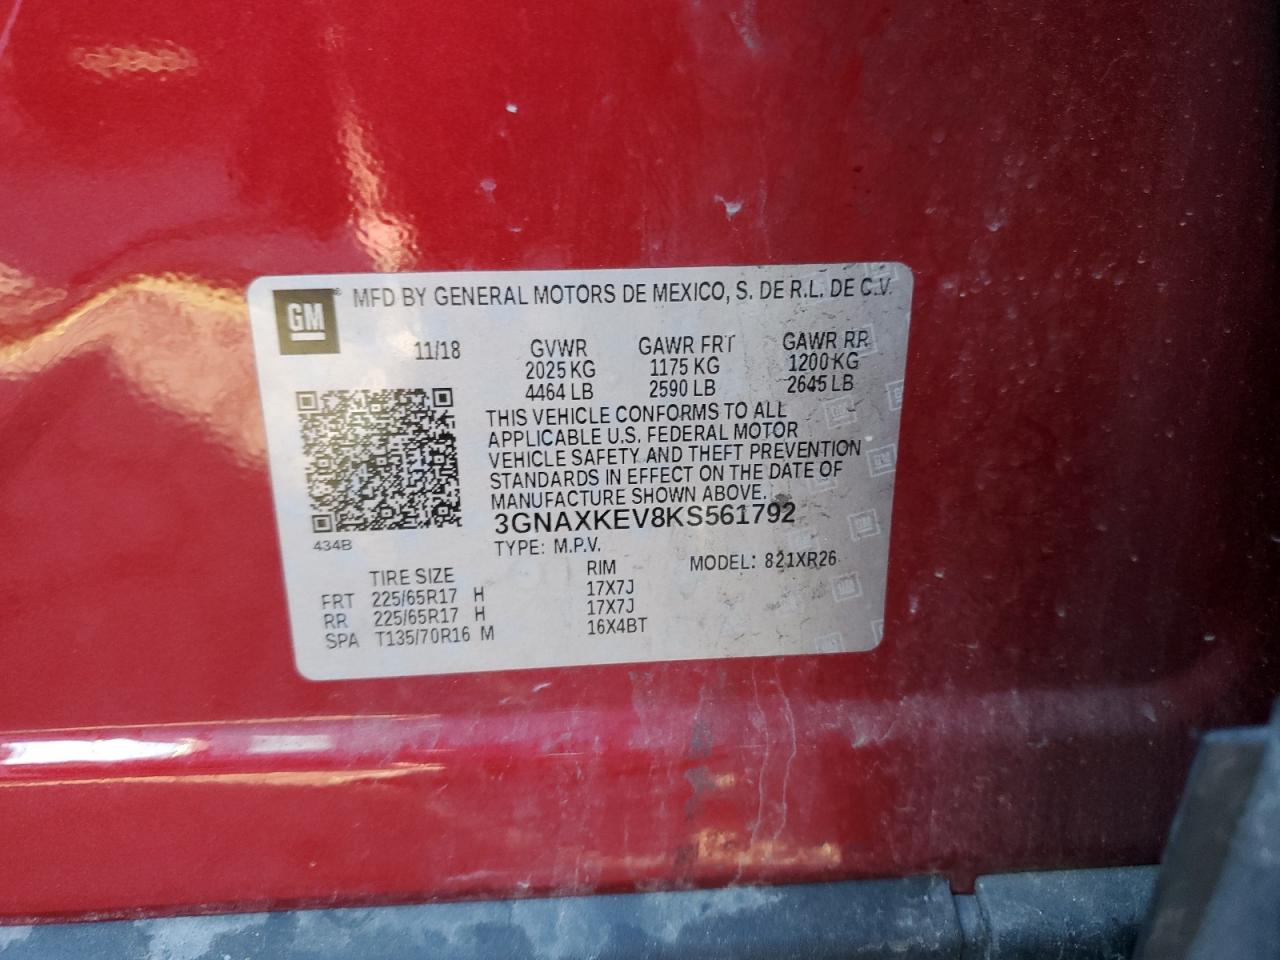 GM® MFD BY GENERAL MOTORS DE MEXICO, S. DE R.L. DE C.V.
11/18 GVWR GAWR FRT GAWR RR
2025 KG 1175 KG 1200 KG
4464 LB 2590 LB 2645 LB
THIS VEHICLE CONFORMS TO ALL
APPLICABLE U.S. FEDERAL MOTOR
VEHICLE SAFETY AND THEFT PREVENTION
STANDARDS IN EFFECT ON THE DATE OF
MANUFACTURE SHOWN ABOVE.
3GNAXKEV8KS561792
434B
TYPE: M.P.V. MODEL: 821XR26
TIRE SIZE RIM
FRT 225/65R17 H 17X7J
RR 225/65R17 H 17X7J
SPA T135/70R16 M 16X4BT